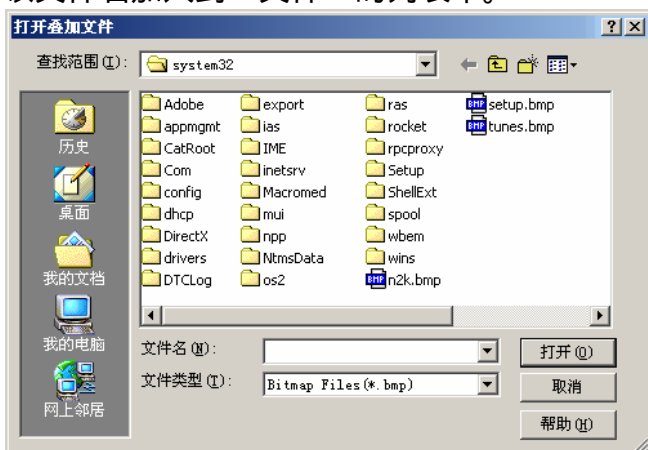 打开叠加文件
查找范围(I):
system32
历史
桌面
我的文档
我的电脑
网上邻居
Adobe
appmgmt
CatRoot
Com
config
dhcp
DirectX
drivers
DTCLog
export
ias
IME
inetsrv
Macromed
mui
npp
NtmsData
os2
ras
rocket
rpcproxy
Setup
ShellExt
spool
wbem
wins
n2k.bmp
setup.bmp
tunes.bmp
文件名(N):
文件类型(T):
Bitmap Files(*.bmp)
打开(O)
取消
帮助(H)